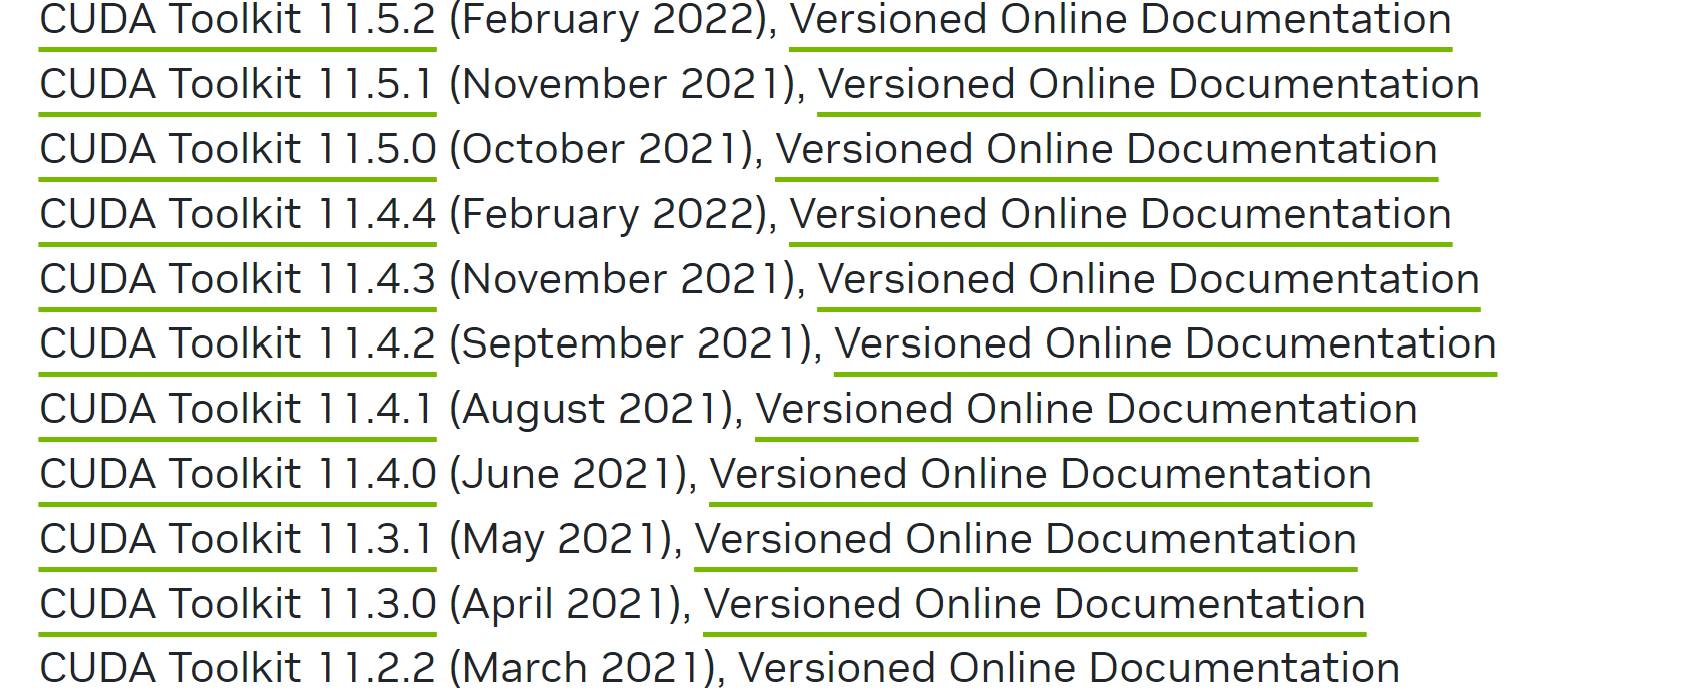 CUDA Toolkit 11.5.2 (February 2022), Versioned Online Documentation
CUDA Toolkit 11.5.1 (November 2021), Versioned Online Documentation
CUDA Toolkit 11.5.0 (October 2021), Versioned Online Documentation
CUDA Toolkit 11.4.4 (February 2022), Versioned Online Documentation
CUDA Toolkit 11.4.3 (November 2021), Versioned Online Documentation
CUDA Toolkit 11.4.2 (September 2021), Versioned Online Documentation
CUDA Toolkit 11.4.1 (August 2021), Versioned Online Documentation
CUDA Toolkit 11.4.0 (June 2021), Versioned Online Documentation
CUDA Toolkit 11.3.1 (May 2021), Versioned Online Documentation
CUDA Toolkit 11.3.0 (April 2021), Versioned Online Documentation
CUDA Toolkit 11.2.2 (March 2021), Versioned Online Documentation